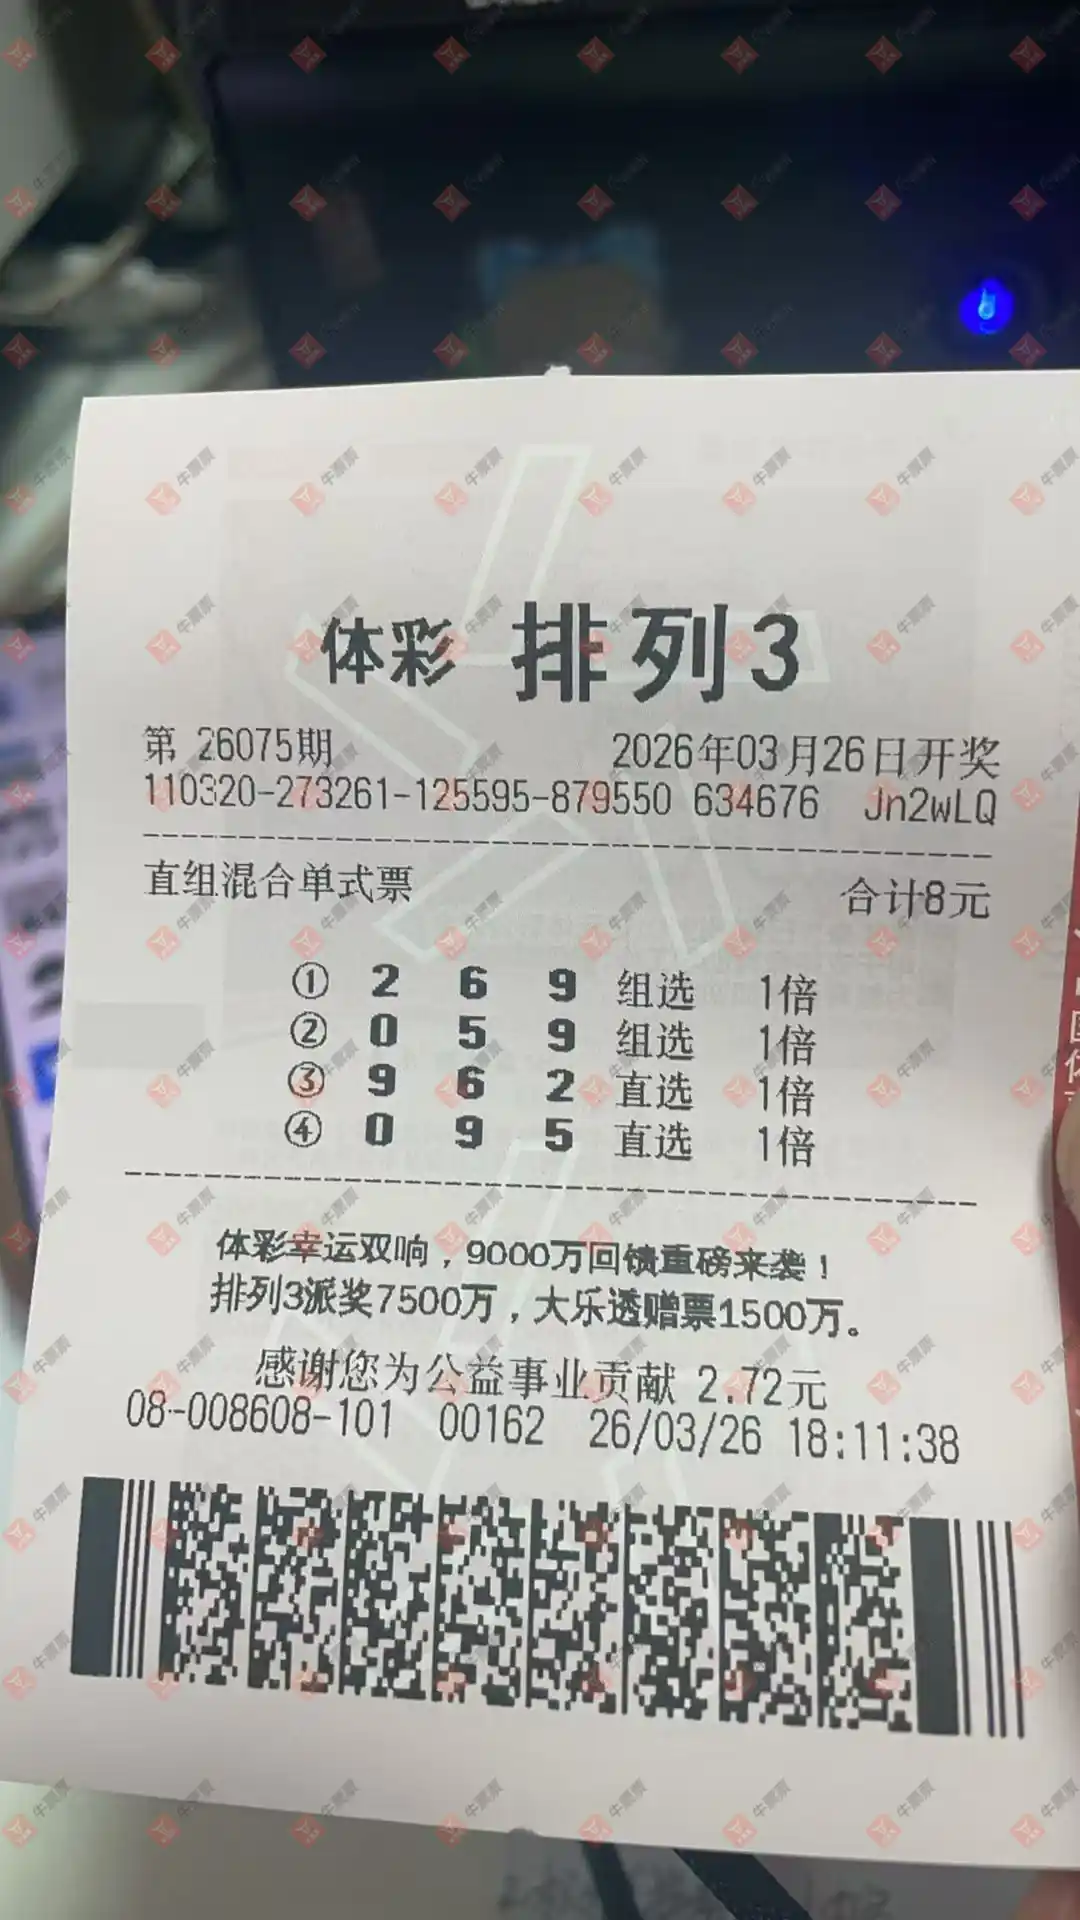 体彩 排列3
第 26075期 2026年03月26日开奖
110320-273261-125595-879550 634676 Jn2wLQ
直组混合单式票 合计8元
① 2 6 9 组选 1倍
② 0 5 9 组选 1倍
③ 9 6 2 直选 1倍
④ 0 9 5 直选 1倍
体彩幸运双响，9000万回馈重磅来袭！
排列3派奖7500万，大乐透赠票1500万。
感谢您为公益事业贡献 2.72元
08-008608-101 00162 26/03/26 18:11:38
牛票票